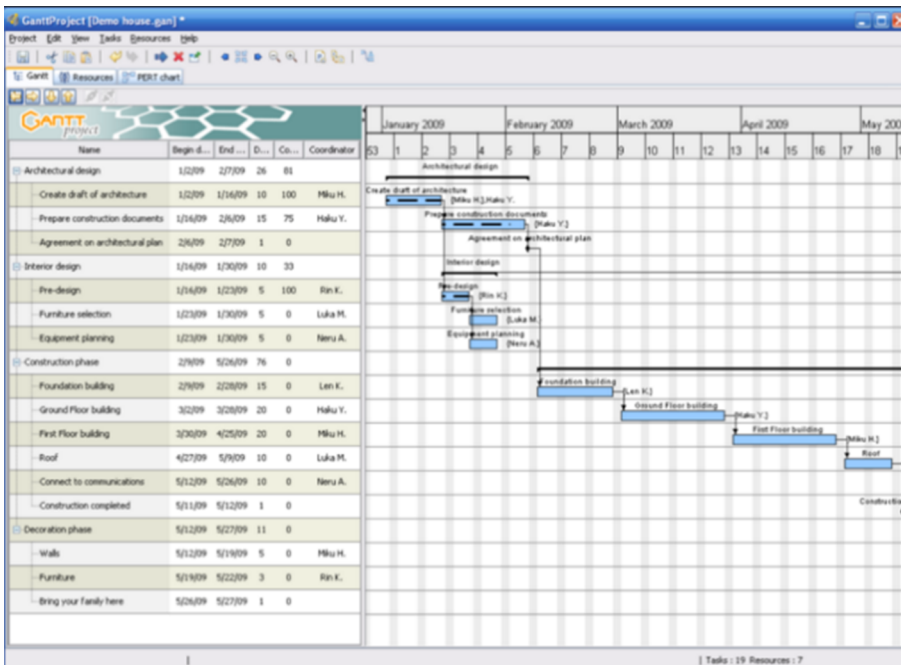 GanttProject [Demo house.gan] *
Project Edit View Tasks Resources Help
Gantt Resources PERT chart
GANTT project
January 2009 February 2009 March 2009 April 2009 May 200
Name Begin d... End ... D... Co... Coordinator 53 1 2 3 4 5 6 7 8 9 10 11 12 13 14 15 16 17 18
Architectural design 1/2/09 2/7/09 26 81 Architectural design
Create draft of architecture 1/2/09 1/16/09 10 100 Miku H. Create draft of architecture [Miku H.],Haku Y.
Prepare construction documents 1/16/09 2/6/09 15 75 Haku Y. Prepare construction documents [Haku Y.]
Agreement on architectural plan 2/6/09 2/7/09 1 0 Agreement on architectural plan
Interior design 1/16/09 1/30/09 10 33 Interior design
Pre-design 1/16/09 1/23/09 5 100 Rin K. Pre-design [Rin K.]
Furniture selection 1/23/09 1/30/09 5 0 Luka M. Furniture selection [Luka M.
Equipment planning 1/23/09 1/30/09 5 0 Neru A. Equipment planning [Neru A.]
Construction phase 2/9/09 5/26/09 76 0
Foundation building 2/9/09 2/28/09 15 0 Len K. Foundation building [Len K.]
Ground Floor building 3/2/09 3/28/09 20 0 Haku Y. Ground Floor building [Haku Y.]
First Floor building 3/30/09 4/25/09 20 0 Miku H. First Floor building [Miku H.]
Roof 4/27/09 5/9/09 10 0 Luka M. Roof
Connect to communications 5/12/09 5/26/09 10 0 Neru A.
Construction completed 5/11/09 5/12/09 1 0 Constructio
Decoration phase 5/12/09 5/27/09 11 0
Walls 5/12/09 5/19/09 5 0 Miku H.
Furniture 5/19/09 5/22/09 3 0 Rin K.
Bring your family here 5/26/09 5/27/09 1 0
Tasks : 19 Resources : 7